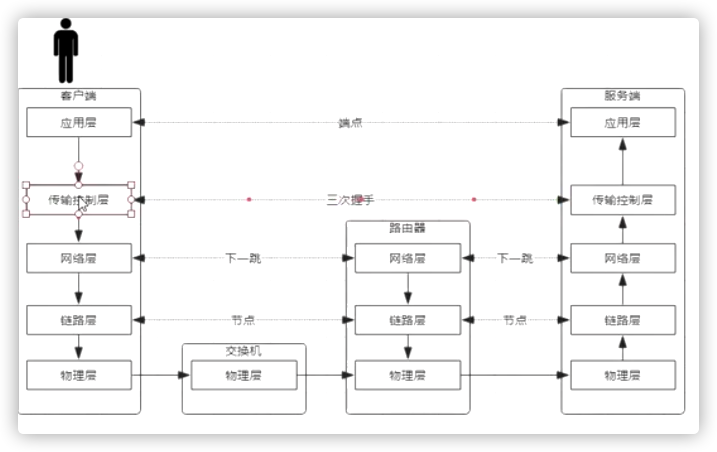 客户端
服务端
应用层
端点
应用层
传输控制层
三次握手
传输控制层
路由器
网络层
下一跳
网络层
下一跳
网络层
链路层
节点
链路层
节点
链路层
交换机
物理层
物理层
物理层
物理层